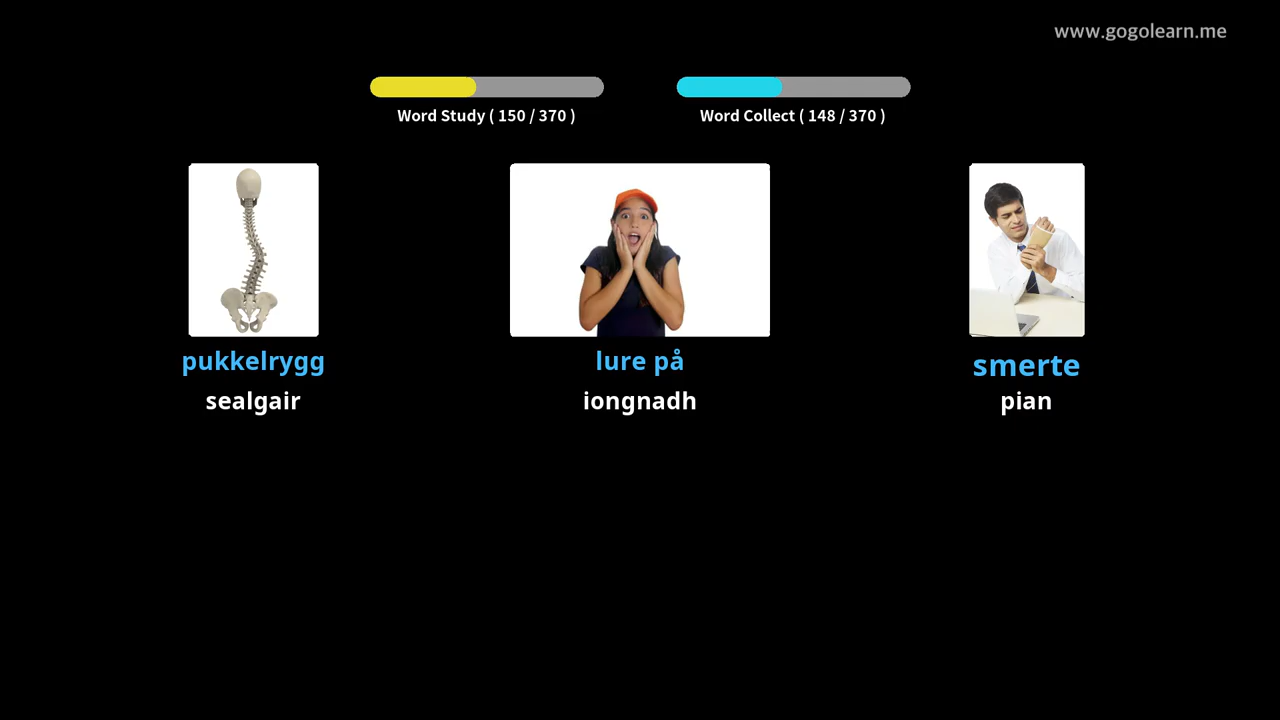 www.gogolearn.me
Word Study ( 150 / 370 )
Word Collect ( 148 / 370 )
pukkelrygg
sealgair
lure på
iongnadh
smerte
pian